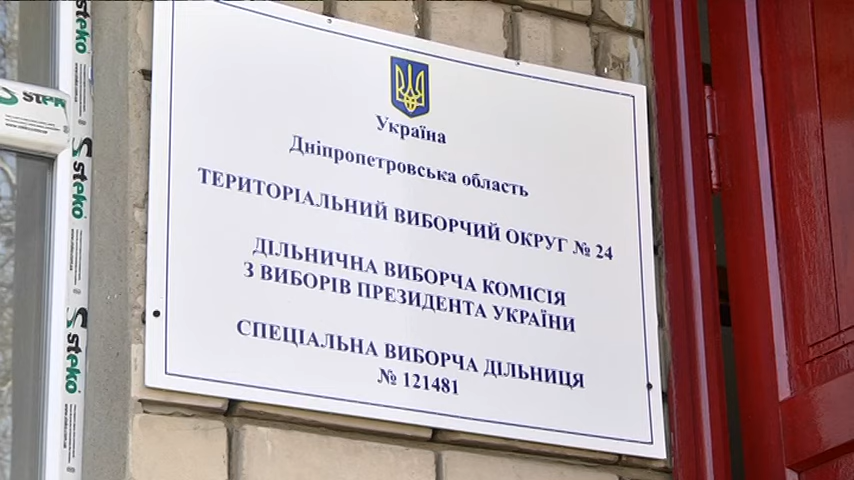 Україна
Дніпропетровська область
ТЕРИТОРІАЛЬНИЙ ВИБОРЧИЙ ОКРУГ № 24
ДІЛЬНИЧНА ВИБОРЧА КОМІСІЯ
З ВИБОРІВ ПРЕЗИДЕНТА УКРАЇНИ
СПЕЦІАЛЬНА ВИБОРЧА ДІЛЬНИЦЯ
№ 121481
steko
steko
steko
steko